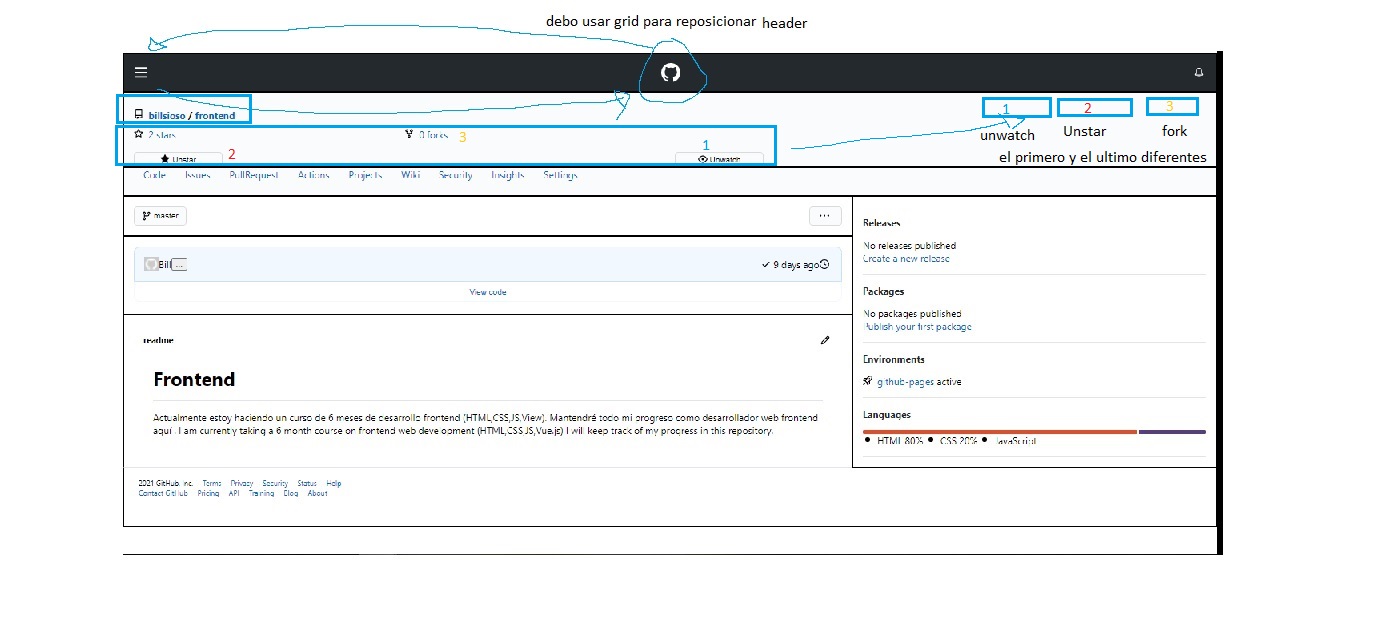 debo usar grid para reposicionar header
billsioso / frontend
1 2 3
unwatch Unstar fork
2 stars
0 forks 3
1
Unstar 2
Unwatch
el primero y el ultimo diferentes
Code Issues PullRequest Actions Projects Wiki Security Insights Settings
master
...
Releases
No releases published
Create a new release
Bill ...
9 days ago
View code
Packages
No packages published
Publish your first package
readme
Environments
github-pages active
Frontend
Languages
Actualmente estoy haciendo un curso de 6 meses de desarrollo frontend (HTML,CSS,JS,View). Mantendré todo mi progreso como desarrollador web frontend
aquí . I am currently taking a 6 month course on frontend web development (HTML,CSS,JS,Vue.js) I will keep track of my progress in this repository.
HTML 80% CSS 20% JavaScript
2021 GitHub, Inc. Terms Privacy Security Status Help
Contact GitHub Pricing API Training Blog About